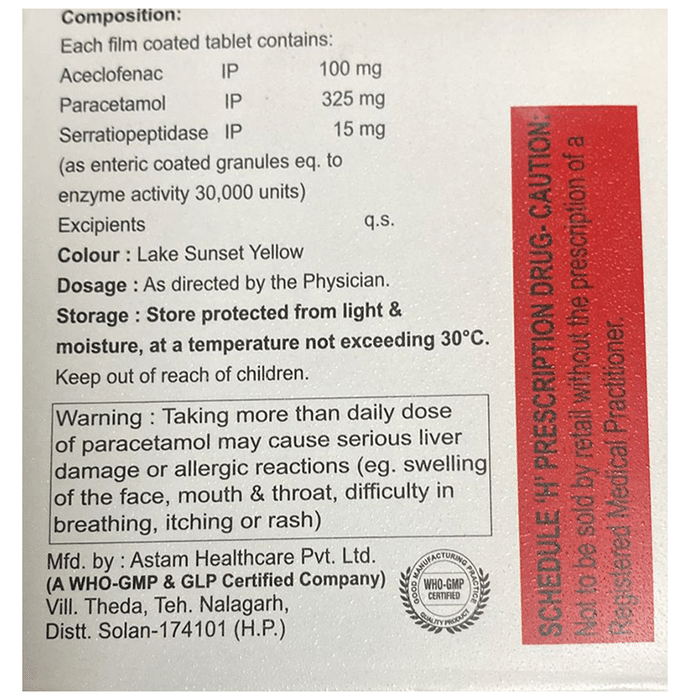 Composition:
Each film coated tablet contains:
Aceclofenac IP 100 mg
Paracetamol IP 325 mg
Serratiopeptidase IP 15 mg
(as enteric coated granules eq. to
enzyme activity 30,000 units)
Excipients q.s.
Colour : Lake Sunset Yellow
Dosage : As directed by the Physician.
Storage : Store protected from light &
moisture, at a temperature not exceeding 30°C.
Keep out of reach of children.
Warning : Taking more than daily dose
of paracetamol may cause serious liver
damage or allergic reactions (eg. swelling
of the face, mouth & throat, difficulty in
breathing, itching or rash)
Mfd. by : Astam Healthcare Pvt. Ltd.
(A WHO-GMP & GLP Certified Company)
Vill. Theda, Teh. Nalagarh,
Distt. Solan-174101 (H.P.)
GOOD MANUFACTURING PRACTICE
WHO-GMP
CERTIFIED
QUALITY PRODUCT
SCHEDULE 'H' PRESCRIPTION DRUG- CAUTION:
Not to be sold by retail without the prescription of a
Registered Medical Practitioner.